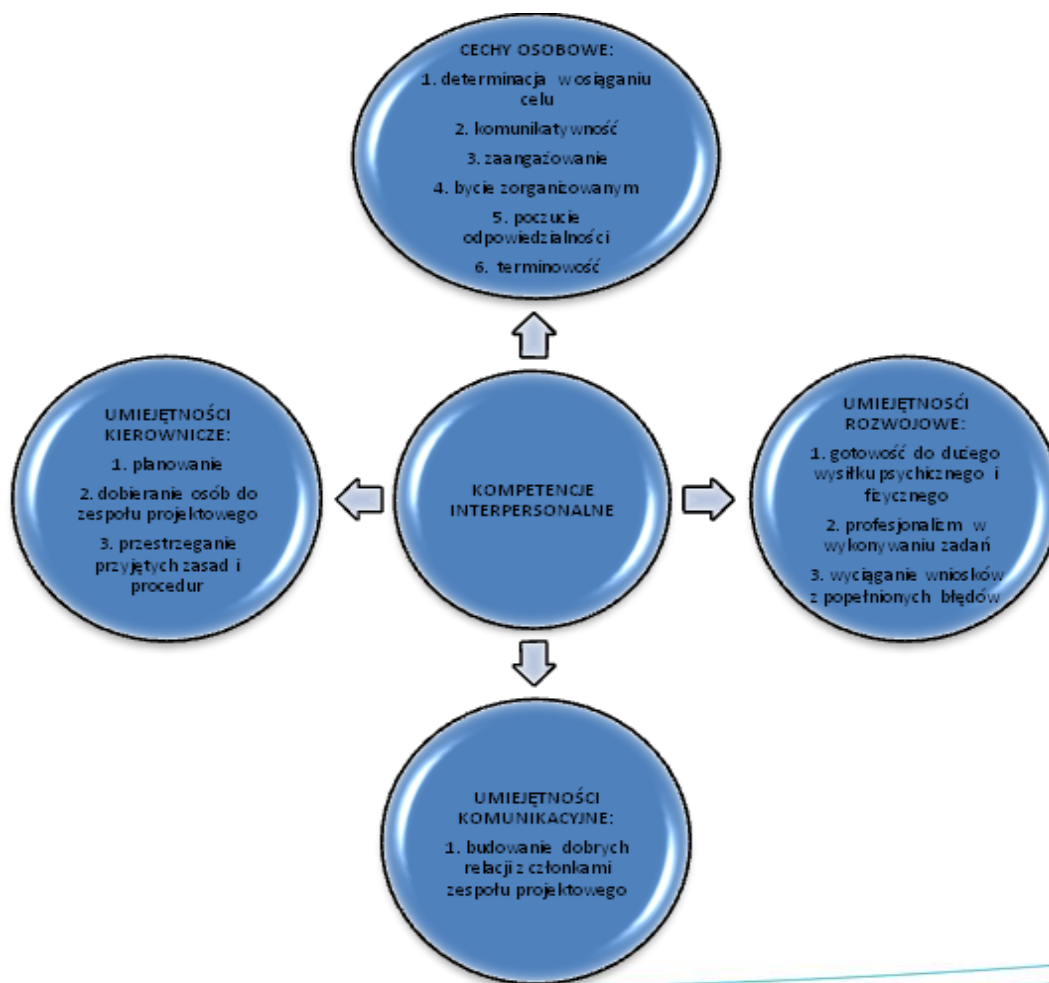 CECHY OSOBOWE:
1. determinacja w osiąganiu
celu
2. komunikatywność
3. zaangażowanie
4. bycie zorganizowanym
5. poczucie
odpowiedzialności
6. terminowość
UMIEJĘTNOŚCI
KIEROWNICZE:
1. planowanie
2. dobieranie osób do
zespołu projektowego
3. przestrzeganie
przyjętych zasad i
procedur
KOMPETENCJE
INTERPERSONALNE
UMIEJĘTNOSĆI
ROZWOJOWE:
1. gotowość do dużego
wysiłku psychicznego i
fizycznego
2. profesjonalizm w
wykonywaniu zadań
3. wyciąganie wniosków
z popełnionych błędów
UMIEJĘTNOŚCI
KOMUNIKACYJNE:
1. budowanie dobrych
relacji z członkami
zespołu projektowego